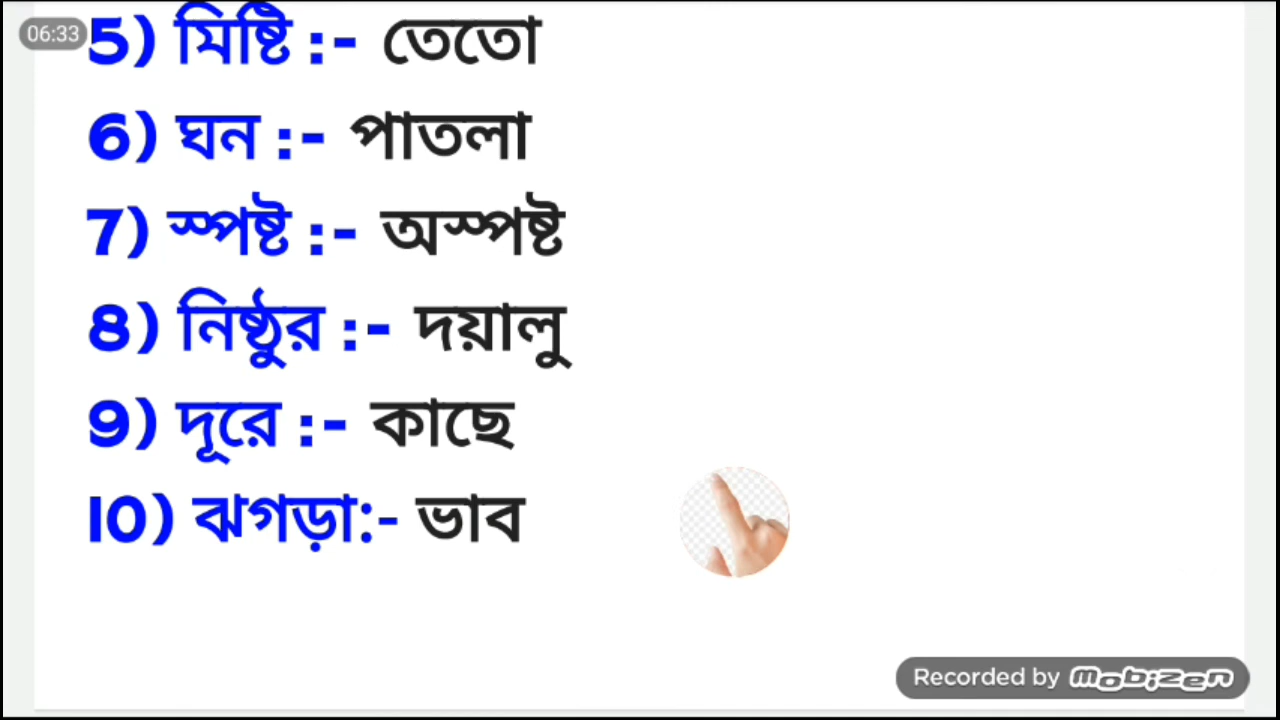 06:33
5) মিষ্টি :- তেতো
6) ঘন :- পাতলা
7) স্পষ্ট :- অস্পষ্ট
8) নিষ্ঠুর :- দয়ালু
9) দূরে :- কাছে
10) ঝগড়া:- ভাব
Recorded by Mobizen